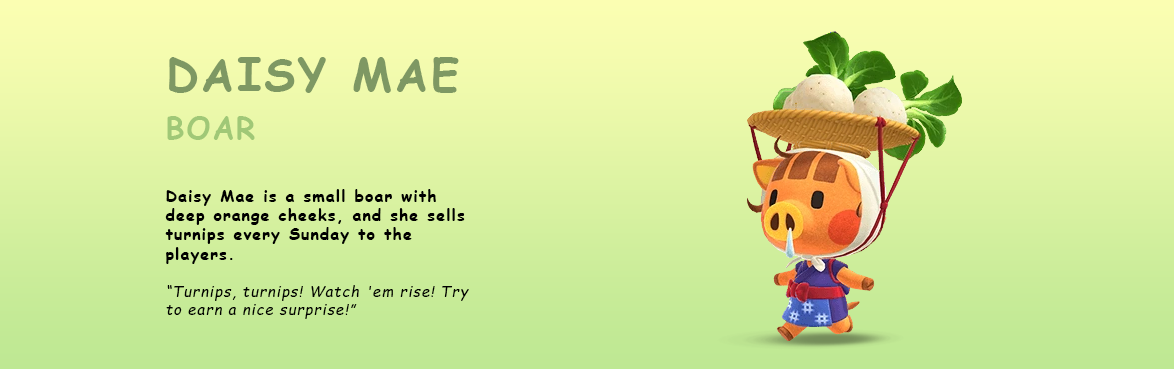 DAISY MAE
BOAR
Daisy Mae is a small boar with
deep orange cheeks, and she sells
turnips every Sunday to the
players.
“Turnips, turnips! Watch 'em rise! Try
to earn a nice surprise!”